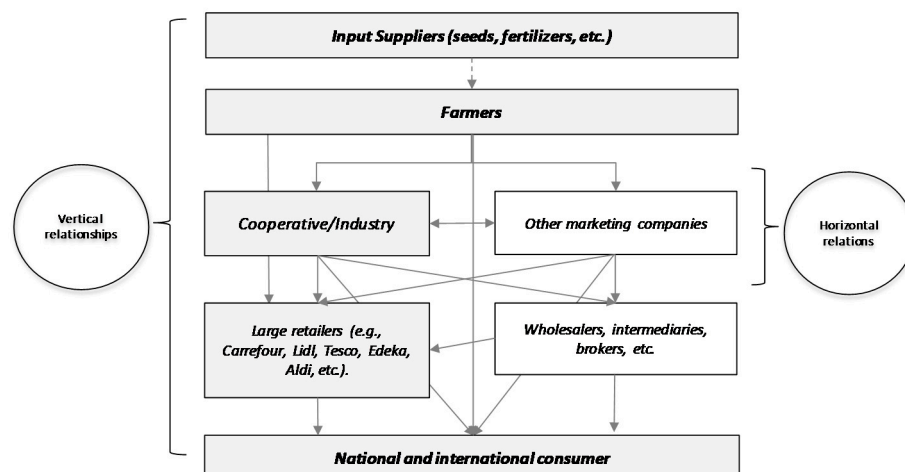 Input Suppliers (seeds, fertilizers, etc.)
Farmers
Vertical
relationships
Cooperative/Industry
Other marketing companies
Horizontal
relations
Large retailers (e.g.,
Carrefour, Lidl, Tesco, Edeka,
Aldi, etc.).
Wholesalers, intermediaries,
brokers, etc.
National and international consumer